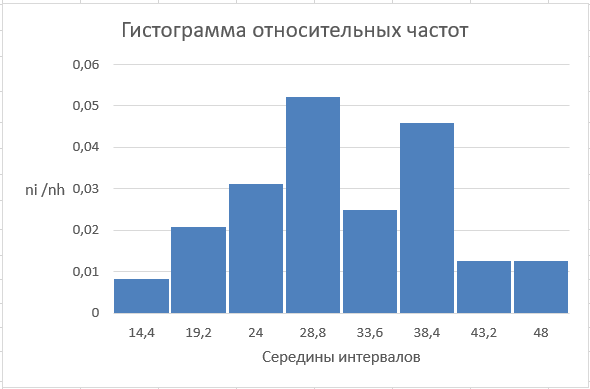 Гистограмма относительных частот
0,06
0,05
0,04
ni /nh 0,03
0,02
0,01
0
14,4 19,2 24 28,8 33,6 38,4 43,2 48
Середины интервалов